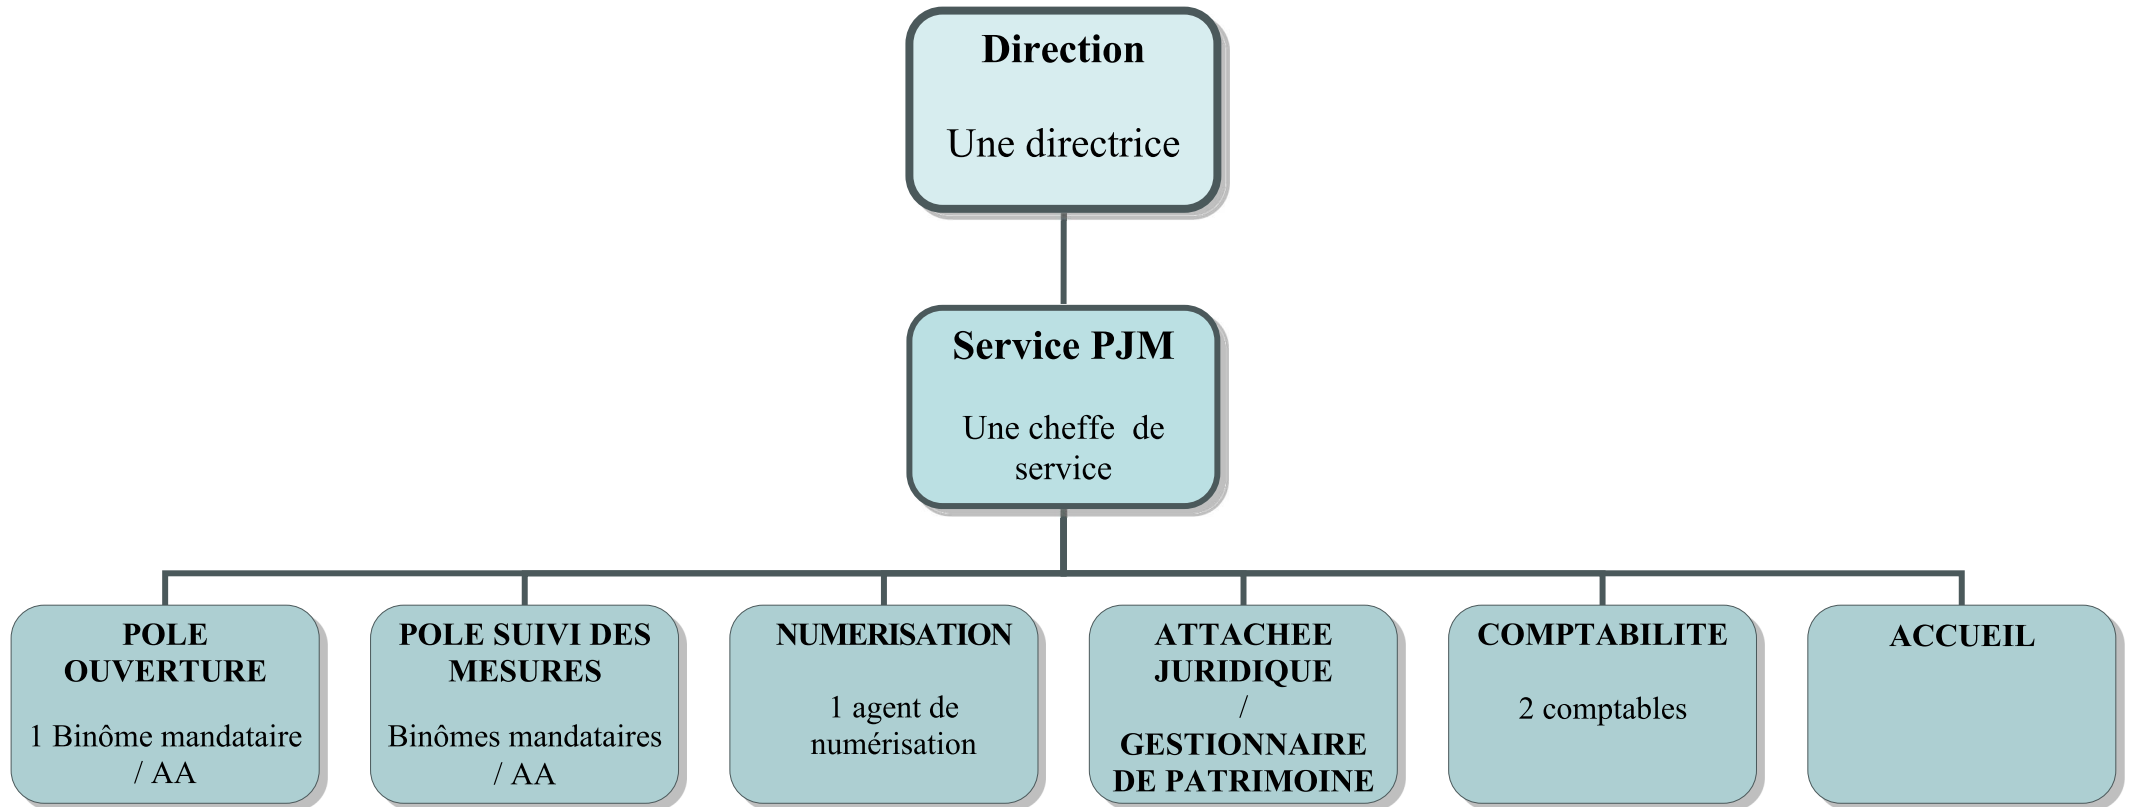 Direction
Une directrice
Service PJM
Une cheffe de
service
POLE
OUVERTURE
1 Binôme mandataire
/ AA
POLE SUIVI DES
MESURES
Binômes mandataires
/ AA
NUMERISATION
1 agent de
numérisation
ATTACHEE
JURIDIQUE
/
GESTIONNAIRE
DE PATRIMOINE
COMPTABILITE
2 comptables
ACCUEIL